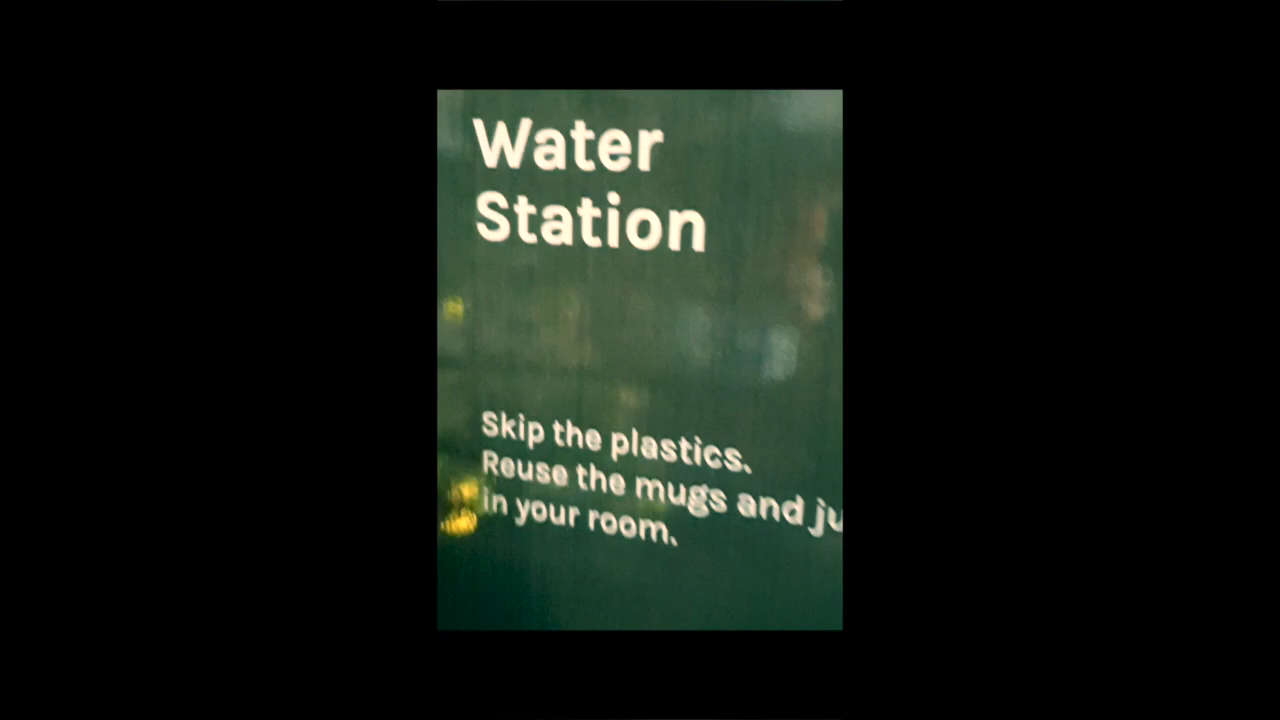 Water
Station
Skip the plastics.
Reuse the mugs and
in your room.